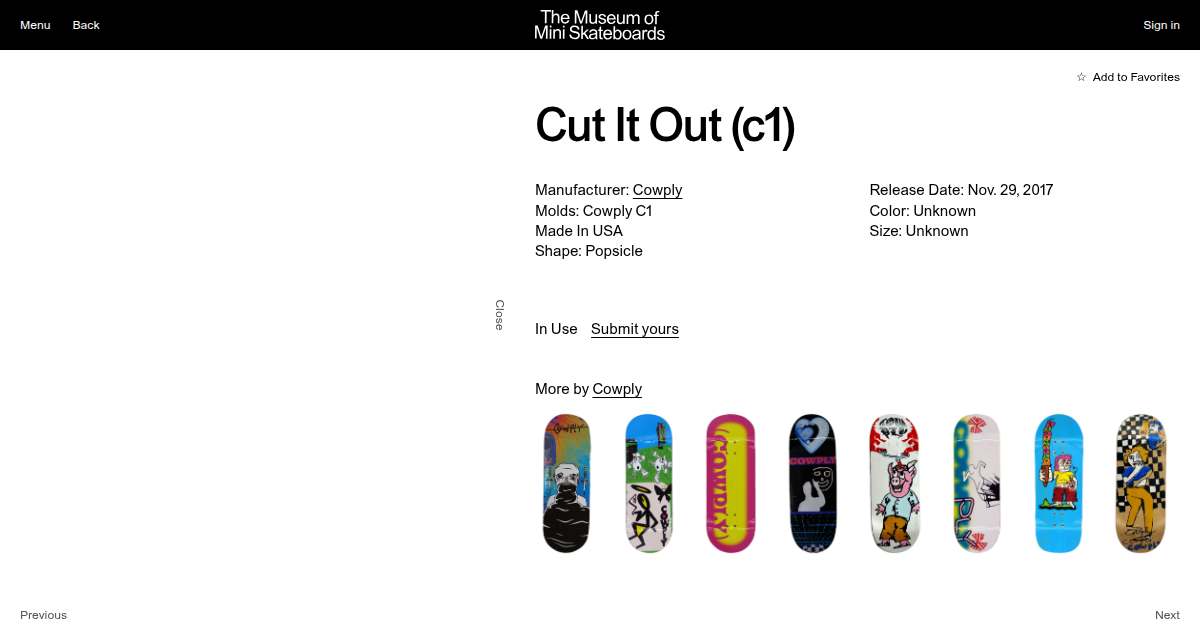 Menu
Back
The Museum of
Mini Skateboards
Sign in
☆ Add to Favorites
Cut It Out (c1)
Manufacturer: Cowply
Molds: Cowply C1
Made In USA
Shape: Popsicle
Release Date: Nov. 29, 2017
Color: Unknown
Size: Unknown
Close
In Use Submit yours
More by Cowply
COWPLY
COWPLY
Previous
Next